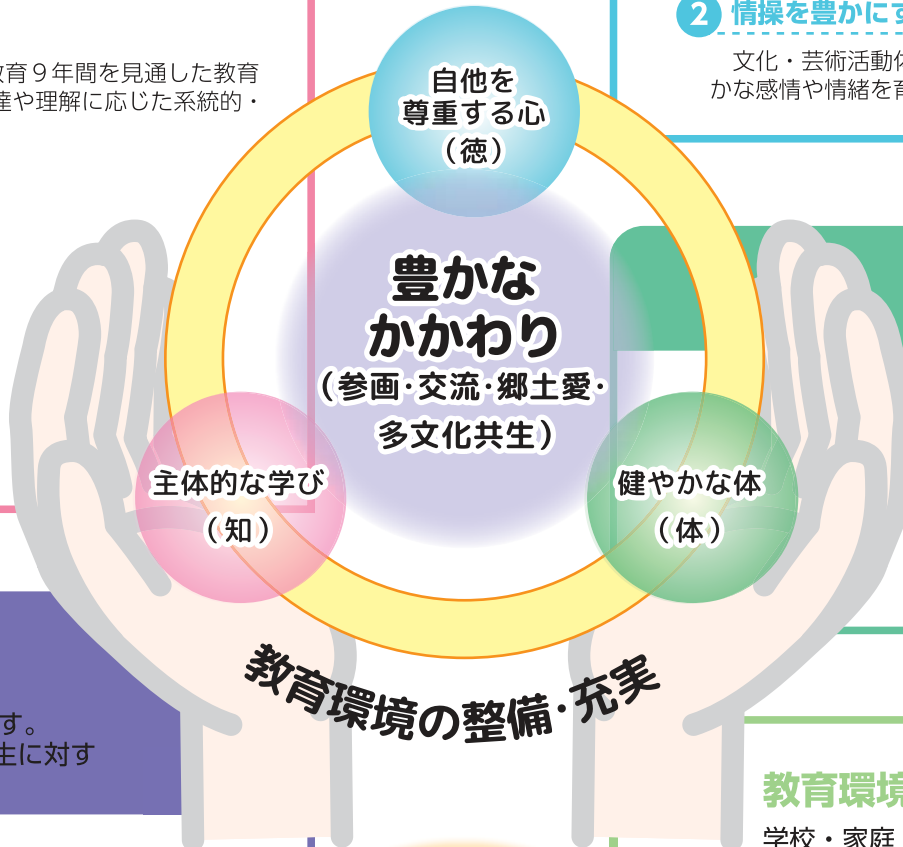 教育９年間を見通した教育
達や理解に応じた系統的・
2 情操を豊かにす
文化・芸術活動体
かな感情や情緒を育
自他を
尊重する心
（徳）
豊かな
かかわり
（参画・交流・郷土愛・
多文化共生）
主体的な学び
（知）
健やかな体
（体）
教育環境の整備・充実
す。
生に対す
教育環境
学校・家庭